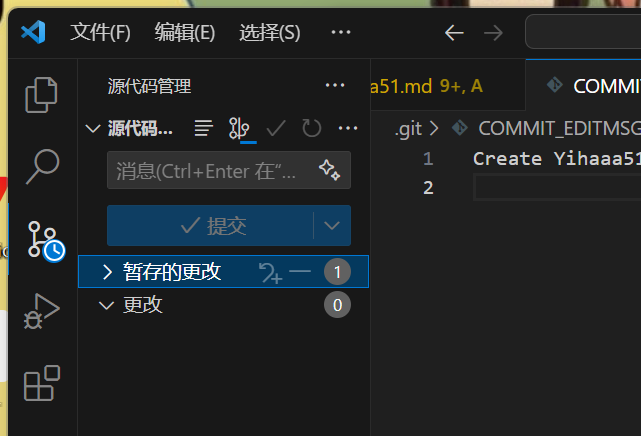 文件(F) 编辑(E) 选择(S) ···
源代码管理 ···
a51.md 9+, A
COMMIT
源代码... ···
.git > COMMIT_EDITMSG
消息(Ctrl+Enter 在“...
1 Create Yihaaa51
2
提交
暂存的更改 1
更改 0